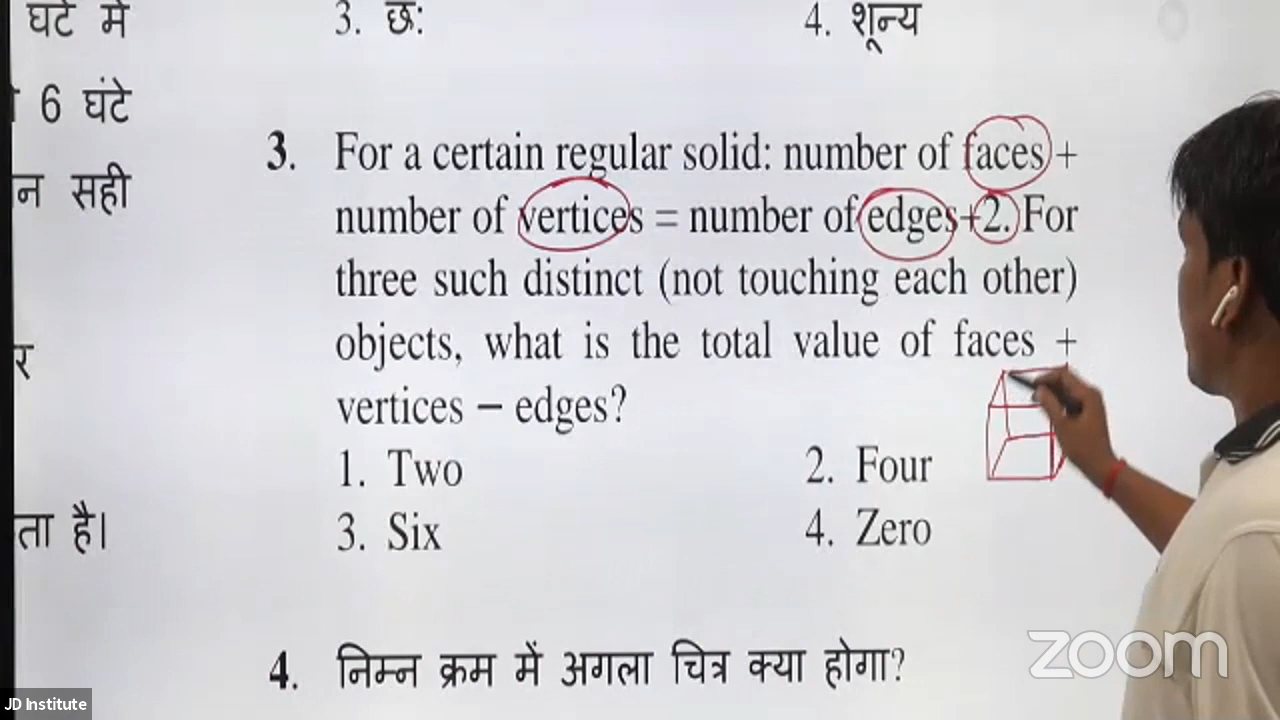 घंटे में
3. छः 4. शून्य
6 घंटे
न सही
र
ता है।
3. For a certain regular solid: number of faces +
number of vertices = number of edges+2. For
three such distinct (not touching each other)
objects, what is the total value of faces +
vertices – edges?
1. Two 2. Four
3. Six 4. Zero
4. निम्न क्रम में अगला चित्र क्या होगा?
zoom
JD Institute